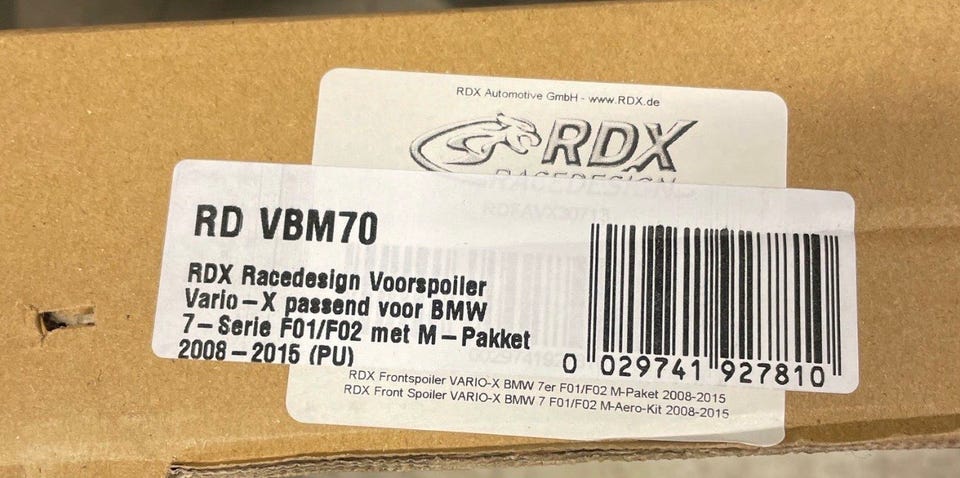 RDX Automotive GmbH - www.RDX.de
RDX
RACEDESIGN
RD VBM70
RDX Racedesign Voorspoiler
Vario-X passend voor BMW
7-Serie F01/F02 met M-Pakket
2008-2015 (PU)
0 029741 927810
RDX Frontspoiler VARIO-X BMW 7er F01/F02 M-Paket 2008-2015
RDX Front Spoiler VARIO-X BMW 7 F01/F02 M-Aero-Kit 2008-2015